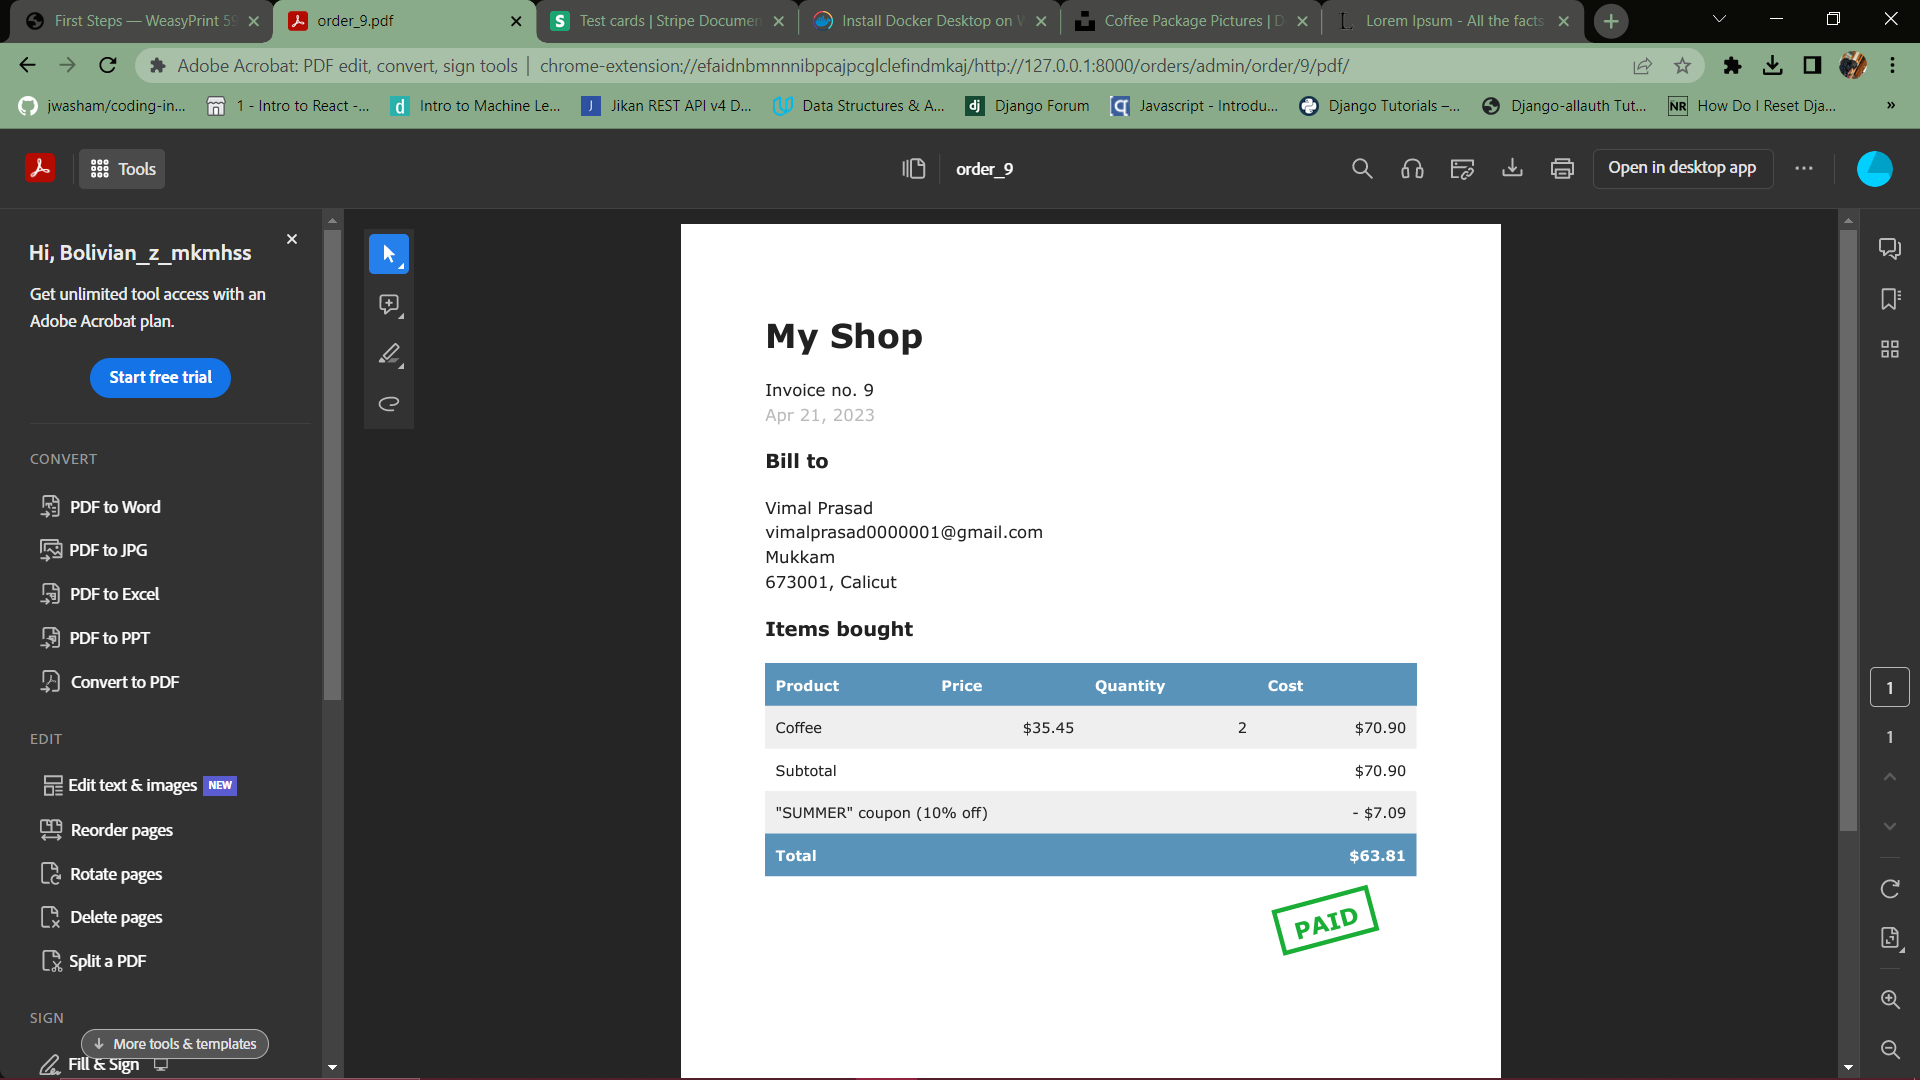 First Steps — WeasyPrint 59
order_9.pdf
Test cards | Stripe Documen
Install Docker Desktop on W
Coffee Package Pictures | D
Lorem Ipsum - All the facts
Adobe Acrobat: PDF edit, convert, sign tools | chrome-extension://efaidnbmnnnibpcajpcglclefindmkaj/http://127.0.0.1:8000/orders/admin/order/9/pdf/
jwasham/coding-in...
1 - Intro to React -...
Intro to Machine Le...
Jikan REST API v4 D...
Data Structures & A...
Django Forum
Javascript - Introdu...
Django Tutorials –...
Django-allauth Tut...
How Do I Reset Dja...
»
Tools
order_9
Open in desktop app
Hi, Bolivian_z_mkmhss
Get unlimited tool access with an
Adobe Acrobat plan.
Start free trial
CONVERT
PDF to Word
PDF to JPG
PDF to Excel
PDF to PPT
Convert to PDF
EDIT
Edit text & images NEW
Reorder pages
Rotate pages
Delete pages
Split a PDF
SIGN
More tools & templates
Fill & Sign
My Shop
Invoice no. 9
Apr 21, 2023
Bill to
Vimal Prasad
vimalprasad0000001@gmail.com
Mukkam
673001, Calicut
Items bought
Product Price Quantity Cost
Coffee $35.45 2 $70.90
Subtotal $70.90
"SUMMER" coupon (10% off) - $7.09
Total $63.81
PAID
1
1